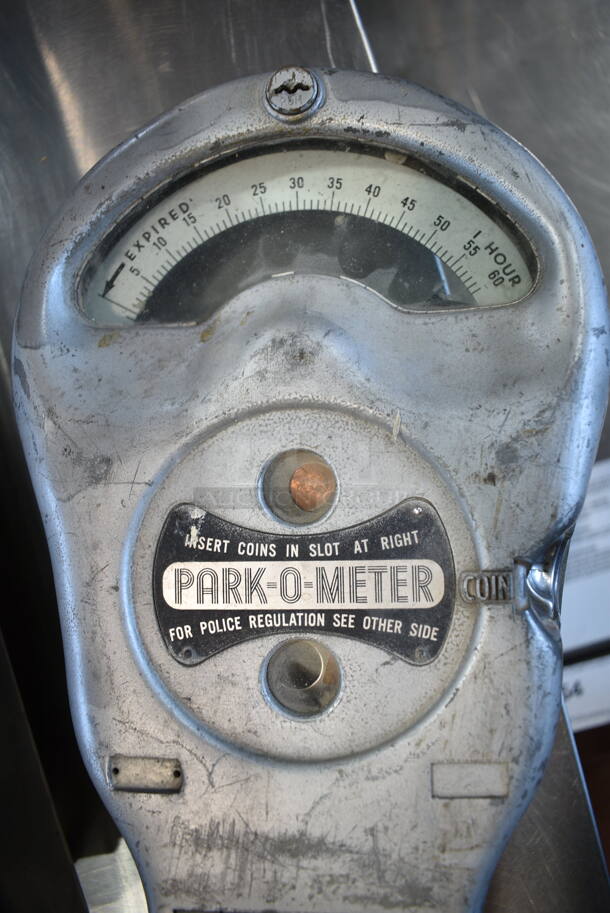 EXPIRED 5 10 15 20 25 30 35 40 45 50 55 60 1 HOUR
INSERT COINS IN SLOT AT RIGHT
PARK-O-METER
COIN
FOR POLICE REGULATION SEE OTHER SIDE